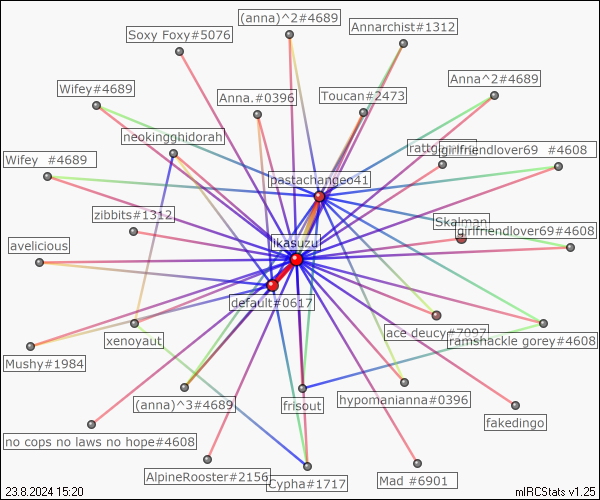 (anna)^2#4689
Anarchist#1312
Soxy Foxy#5076
Wifey#4689
Anna.#0396
Toucan#2473
Anna^2#4689
neokingghidorah
girlfriendlover69 #4608
Wifey #4689
pastachangeo41
zibbits#1312
Skalman
girlfriendlover69#4608
avelicious
ikasuzu
default#0617
Mushy#1984
xenoyaut
ace deucy#7097
ramshackle gorey#4608
(anna)^3#4689
frisout
hypomanianna#0396
fakedingo
no cops no laws no hope#4608
AlpineRooster#2156
Cypha#1717
Mad #6901
23.8.2024 15:20
mIRCStats v1.25